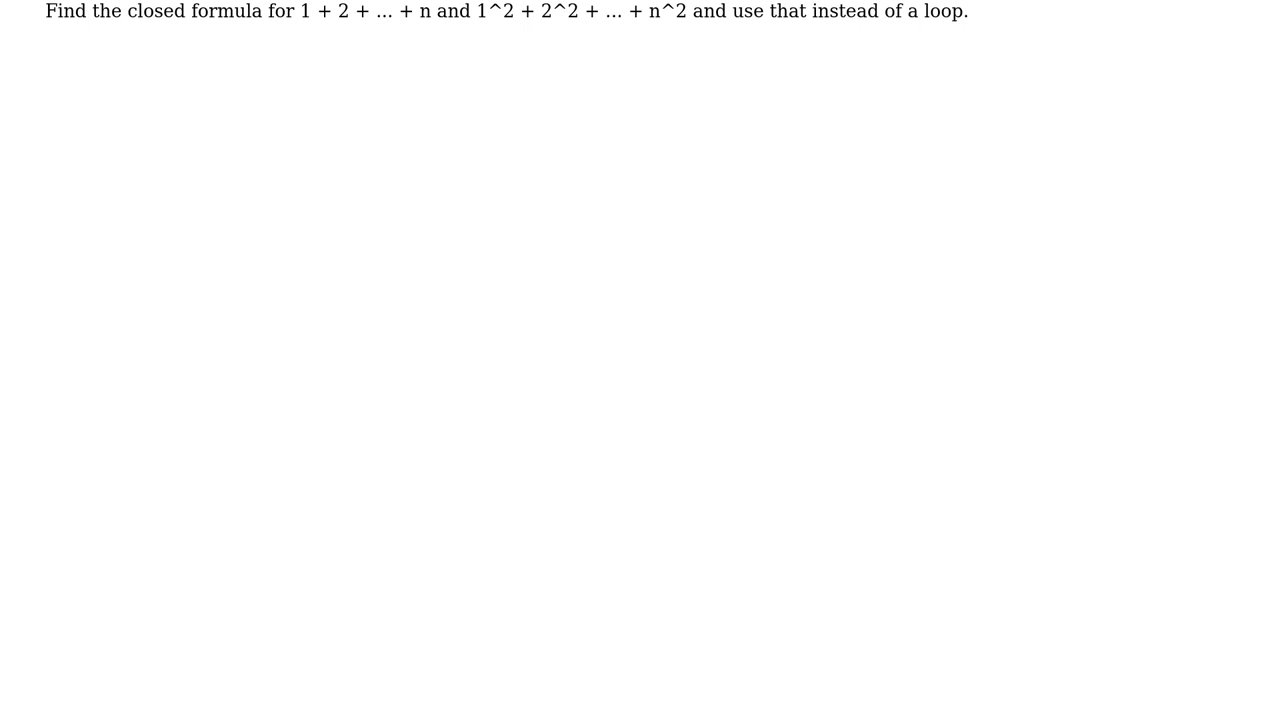 Find the closed formula for 1 + 2 + ... + n and 1^2 + 2^2 + ... + n^2 and use that instead of a loop.